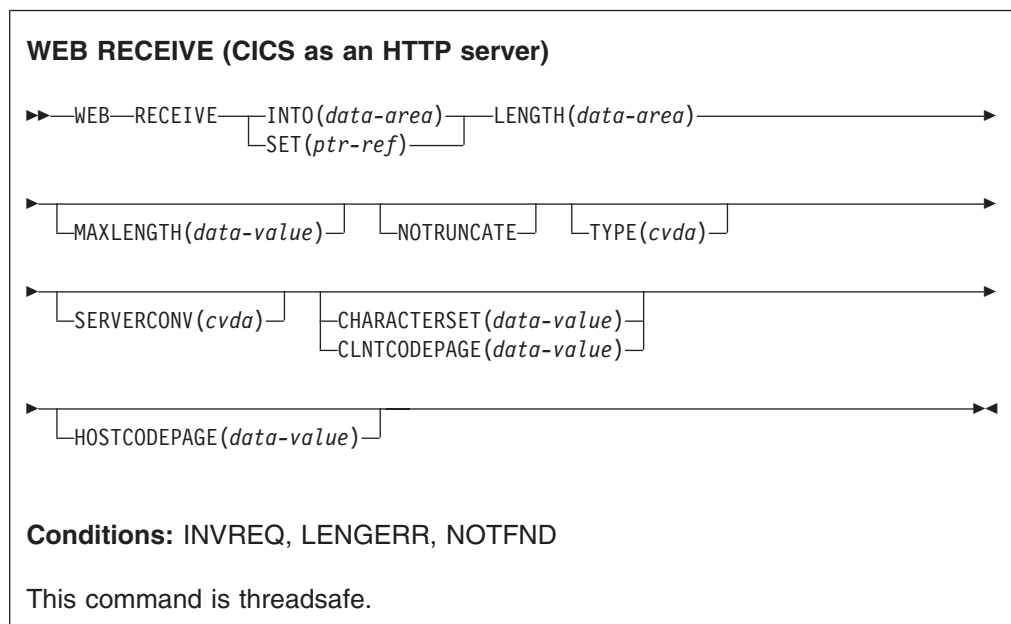 WEB RECEIVE (CICS as an HTTP server)
WEB RECEIVE INTO(data-area) LENGTH(data-area)
SET(ptr-ref)
MAXLENGTH(data-value) NOTRUNCATE TYPE(cvda)
SERVERCONV(cvda) CHARACTERSET(data-value)
CLNTCODEPAGE(data-value)
HOSTCODEPAGE(data-value)
Conditions: INVREQ, LENGERR, NOTFND
This command is threadsafe.